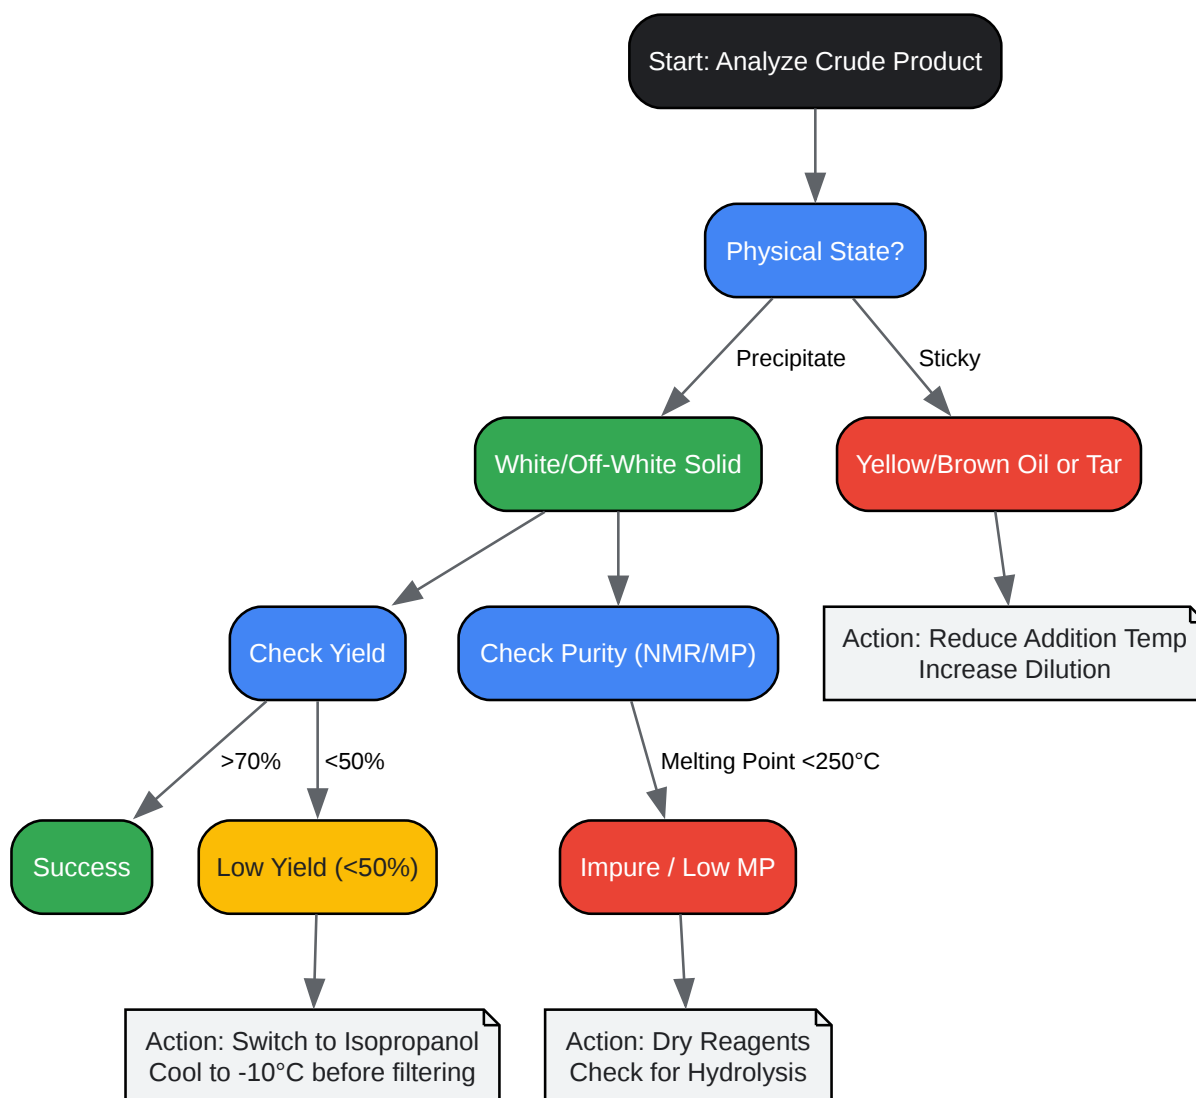 Start: Analyze Crude Product
Physical State?
Precipitate
Sticky
White/Off-White Solid
Yellow/Brown Oil or Tar
Check Yield
Check Purity (NMR/MP)
Action: Reduce Addition Temp
Increase Dilution
>70%
<50%
Melting Point <250°C
Success
Low Yield (<50%)
Impure / Low MP
Action: Switch to Isopropanol
Cool to -10°C before filtering
Action: Dry Reagents
Check for Hydrolysis